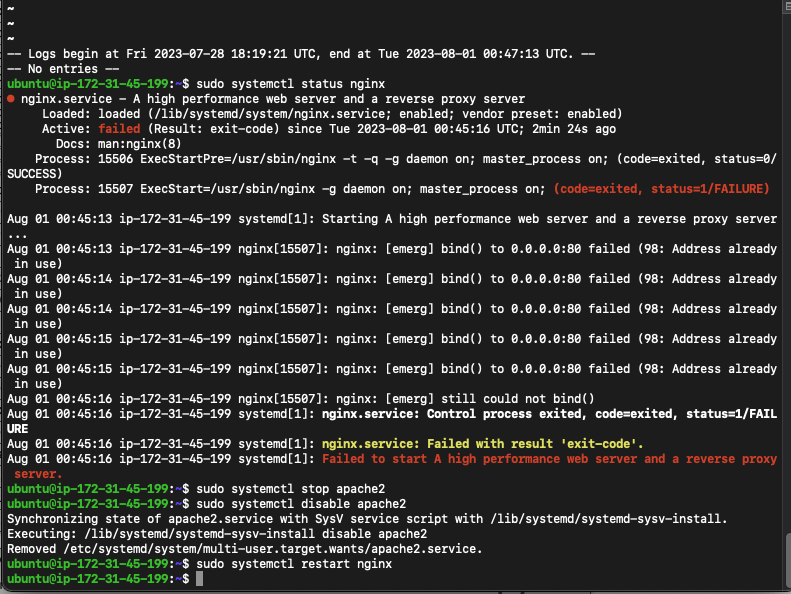 ~
~
~
-- Logs begin at Fri 2023-07-28 18:19:21 UTC, end at Tue 2023-08-01 00:47:13 UTC. --
-- No entries --
ubuntu@ip-172-31-45-199:~$ sudo systemctl status nginx
● nginx.service - A high performance web server and a reverse proxy server
     Loaded: loaded (/lib/systemd/system/nginx.service; enabled; vendor preset: enabled)
     Active: failed (Result: exit-code) since Tue 2023-08-01 00:45:16 UTC; 2min 24s ago
       Docs: man:nginx(8)
    Process: 15506 ExecStartPre=/usr/sbin/nginx -t -q -g daemon on; master_process on; (code=exited, status=0/
SUCCESS)
    Process: 15507 ExecStart=/usr/sbin/nginx -g daemon on; master_process on; (code=exited, status=1/FAILURE)
Aug 01 00:45:13 ip-172-31-45-199 systemd[1]: Starting A high performance web server and a reverse proxy server
...
Aug 01 00:45:13 ip-172-31-45-199 nginx[15507]: nginx: [emerg] bind() to 0.0.0.0:80 failed (98: Address already
 in use)
Aug 01 00:45:14 ip-172-31-45-199 nginx[15507]: nginx: [emerg] bind() to 0.0.0.0:80 failed (98: Address already
 in use)
Aug 01 00:45:14 ip-172-31-45-199 nginx[15507]: nginx: [emerg] bind() to 0.0.0.0:80 failed (98: Address already
 in use)
Aug 01 00:45:15 ip-172-31-45-199 nginx[15507]: nginx: [emerg] bind() to 0.0.0.0:80 failed (98: Address already
 in use)
Aug 01 00:45:15 ip-172-31-45-199 nginx[15507]: nginx: [emerg] bind() to 0.0.0.0:80 failed (98: Address already
 in use)
Aug 01 00:45:16 ip-172-31-45-199 nginx[15507]: nginx: [emerg] still could not bind()
Aug 01 00:45:16 ip-172-31-45-199 systemd[1]: nginx.service: Control process exited, code=exited, status=1/FAIL
URE
Aug 01 00:45:16 ip-172-31-45-199 systemd[1]: nginx.service: Failed with result 'exit-code'.
Aug 01 00:45:16 ip-172-31-45-199 systemd[1]: Failed to start A high performance web server and a reverse proxy
 server.
ubuntu@ip-172-31-45-199:~$ sudo systemctl stop apache2
ubuntu@ip-172-31-45-199:~$ sudo systemctl disable apache2
Synchronizing state of apache2.service with SysV service script with /lib/systemd/systemd-sysv-install.
Executing: /lib/systemd/systemd-sysv-install disable apache2
Removed /etc/systemd/system/multi-user.target.wants/apache2.service.
ubuntu@ip-172-31-45-199:~$ sudo systemctl restart nginx
ubuntu@ip-172-31-45-199:~$